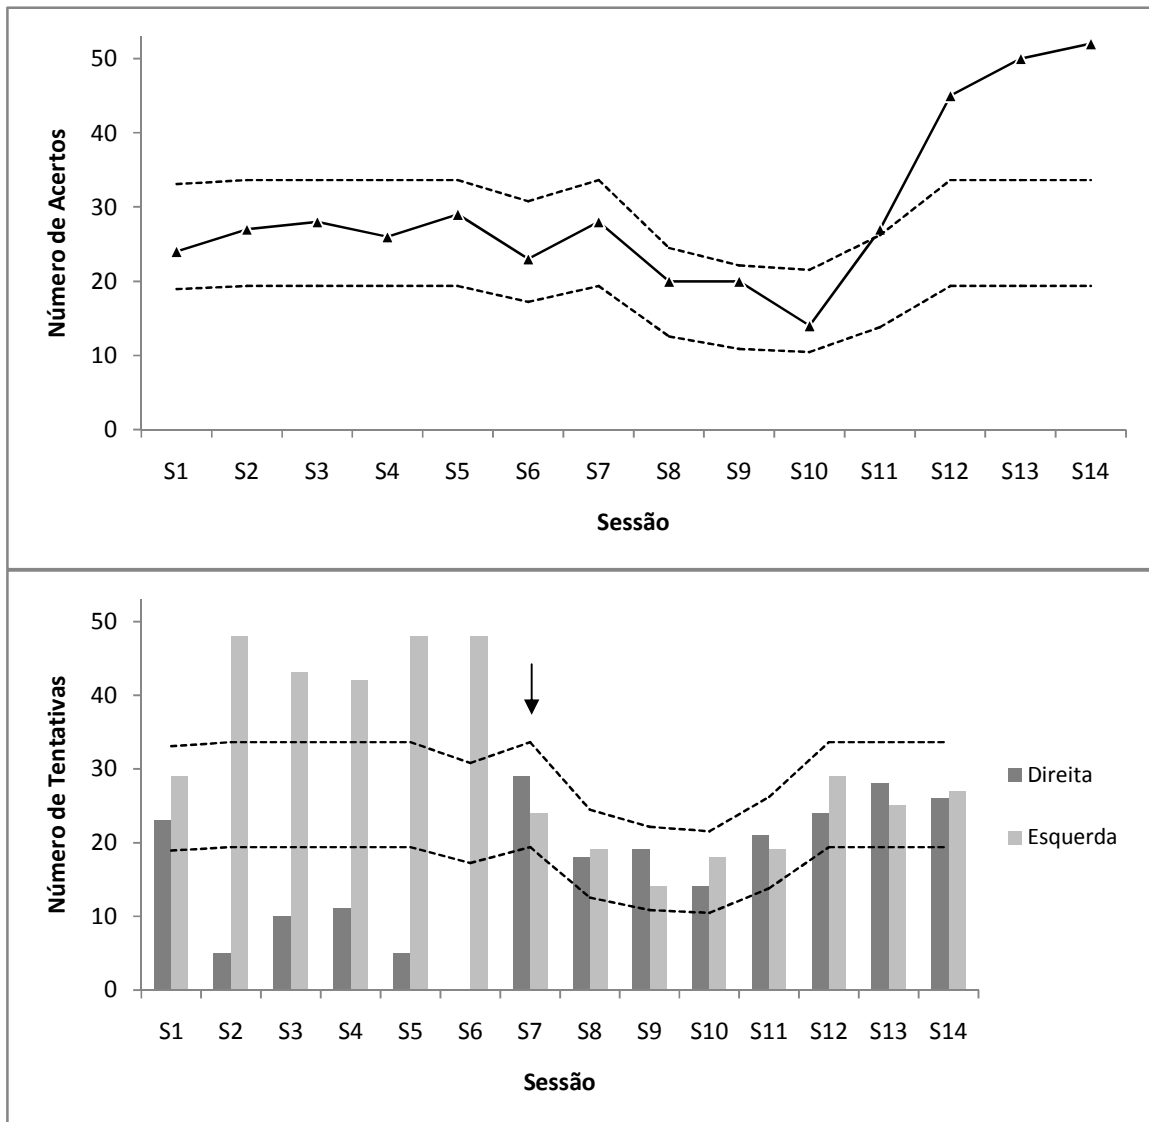 Número de Acertos
50
40
30
20
10
0
S1 S2 S3 S4 S5 S6 S7 S8 S9 S10 S11 S12 S13 S14
Sessão
Número de Tentativas
50
40
30
20
10
0
S1 S2 S3 S4 S5 S6 S7 S8 S9 S10 S11 S12 S13 S14
Sessão
Direita
Esquerda